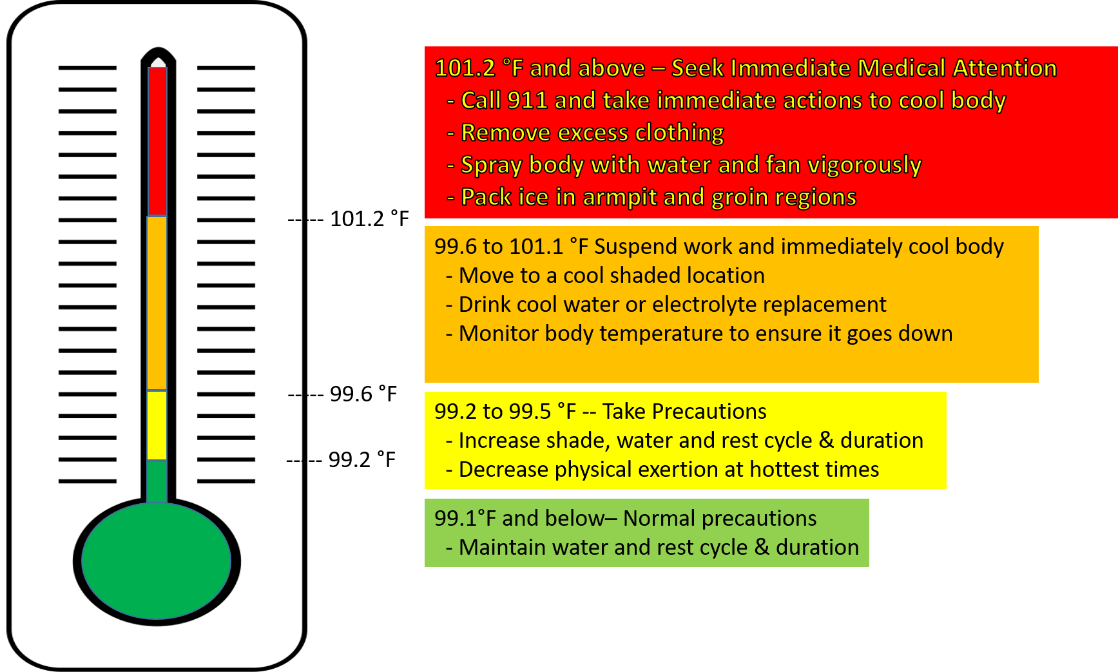 101.2 °F and above – Seek Immediate Medical Attention
- Call 911 and take immediate actions to cool body
- Remove excess clothing
- Spray body with water and fan vigorously
- Pack ice in armpit and groin regions
----- 101.2 °F
99.6 to 101.1 °F Suspend work and immediately cool body
- Move to a cool shaded location
- Drink cool water or electrolyte replacement
- Monitor body temperature to ensure it goes down
----- 99.6 °F
99.2 to 99.5 °F -- Take Precautions
- Increase shade, water and rest cycle & duration
- Decrease physical exertion at hottest times
----- 99.2 °F
99.1°F and below– Normal precautions
- Maintain water and rest cycle & duration